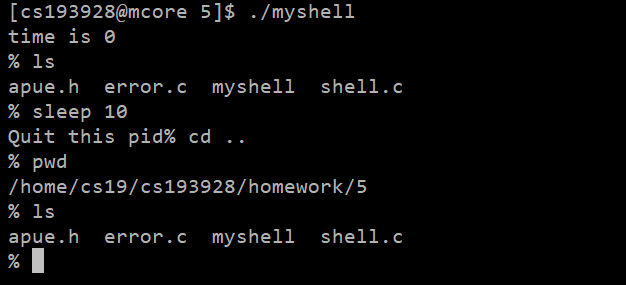 [cs193928@mcore 5]$ ./myshell
time is 0
% ls
apue.h  error.c  myshell  shell.c
% sleep 10
Quit this pid% cd ..
% pwd
/home/cs19/cs193928/homework/5
% ls
apue.h  error.c  myshell  shell.c
%